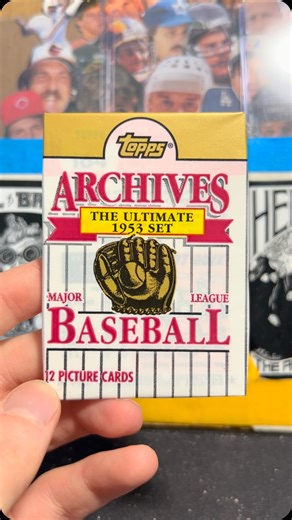 Topps®
ARCHIVES
THE ULTIMATE
1953 SET
MAJOR LEAGUE
BASEBALL
12 PICTURE CARDS